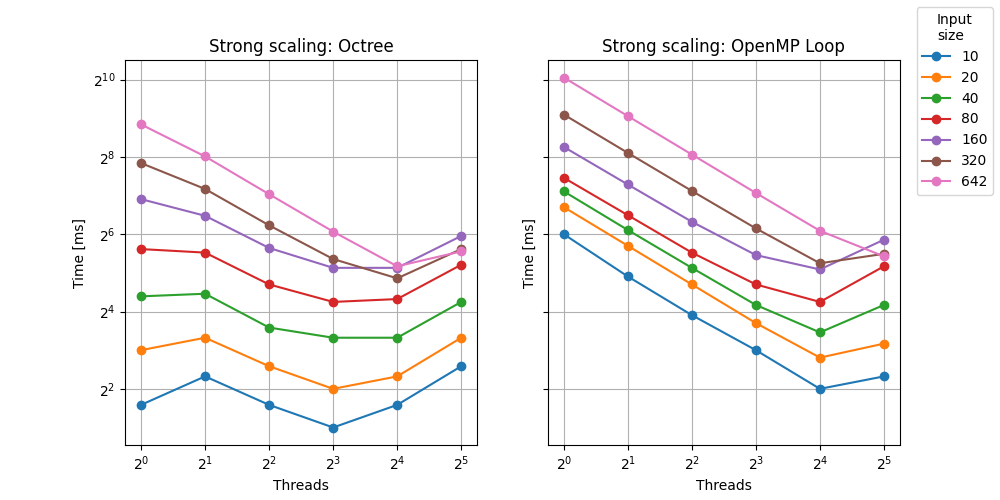 Strong scaling: Octree
Time [ms]
2^10
2^8
2^6
2^4
2^2
2^0 2^1 2^2 2^3 2^4 2^5
Threads
Strong scaling: OpenMP Loop
Time [ms]
2^0 2^1 2^2 2^3 2^4 2^5
Threads
Input
size
10
20
40
80
160
320
642